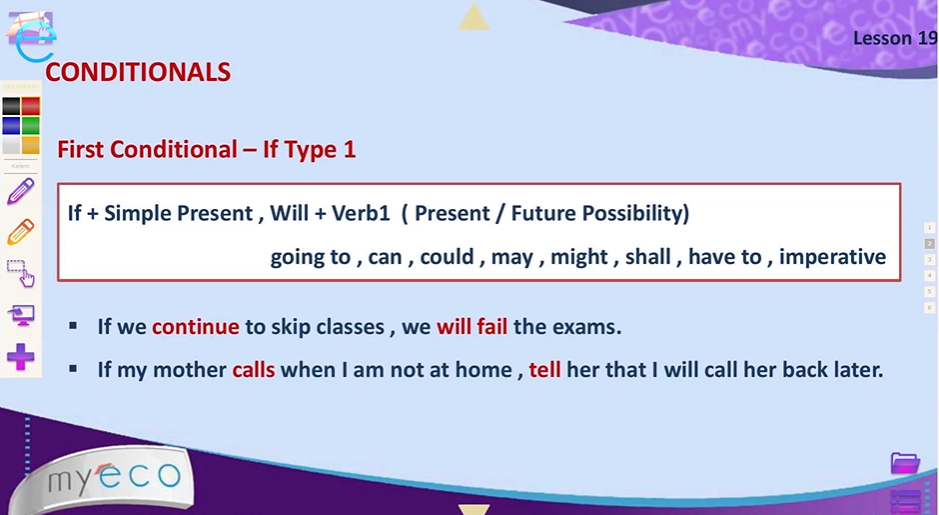 Lesson 19
CONDITIONALS
First Conditional – If Type 1
If + Simple Present , Will + Verb1 ( Present / Future Possibility)
going to , can , could , may , might , shall , have to , imperative
▪ If we continue to skip classes , we will fail the exams.
▪ If my mother calls when I am not at home , tell her that I will call her back later.
1
2
3
4
5
6
myeco